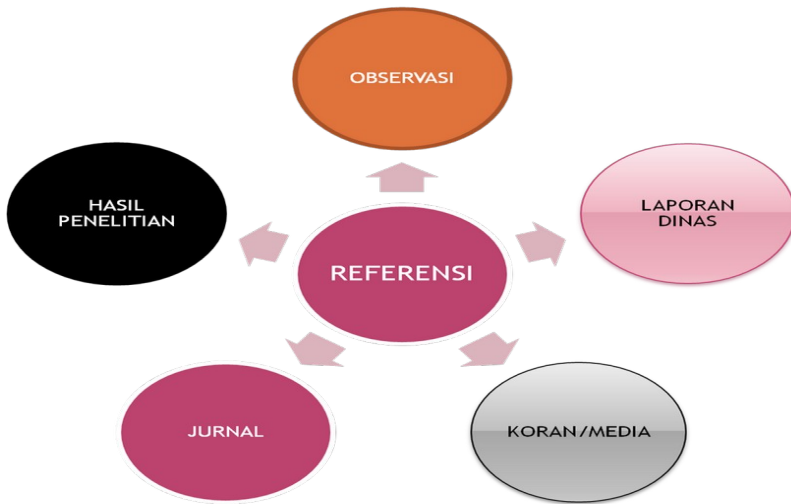 OBSERVASI
HASIL
PENELITIAN
LAPORAN
DINAS
REFERENSI
JURNAL
KORAN/MEDIA